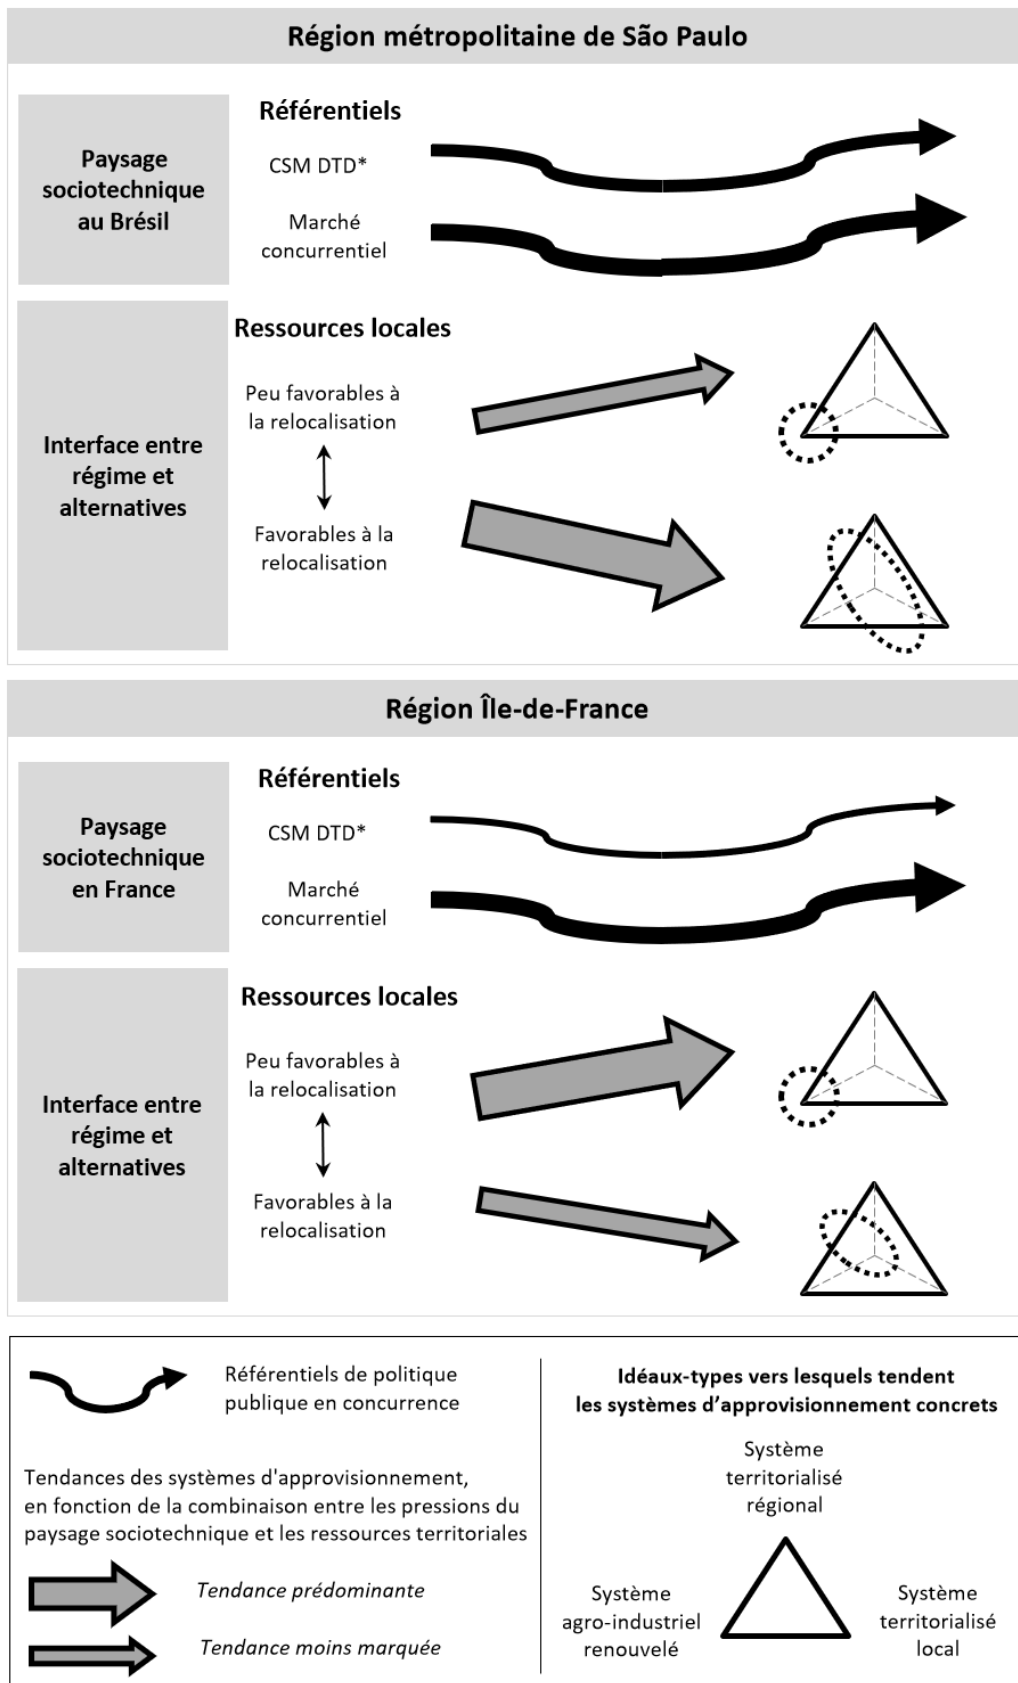 Région métropolitaine de São Paulo
Paysage
sociotechnique
au Brésil
Référentiels
CSM DTD*
Marché
concurrentiel
Interface entre
régime et
alternatives
Ressources locales
Peu favorables à
la relocalisation
Favorables à la
relocalisation
Région Île-de-France
Paysage
sociotechnique
en France
Référentiels
CSM DTD*
Marché
concurrentiel
Interface entre
régime et
alternatives
Ressources locales
Peu favorables à
la relocalisation
Favorables à la
relocalisation
Référentiels de politique
publique en concurrence
Tendances des systèmes d'approvisionnement,
en fonction de la combinaison entre les pressions du
paysage sociotechnique et les ressources territoriales
Tendance prédominante
Tendance moins marquée
Idéaux-types vers lesquels tendent
les systèmes d’approvisionnement concrets
Système
territorialisé
régional
Système
agro-industriel
renouvelé
Système
territorialisé
local